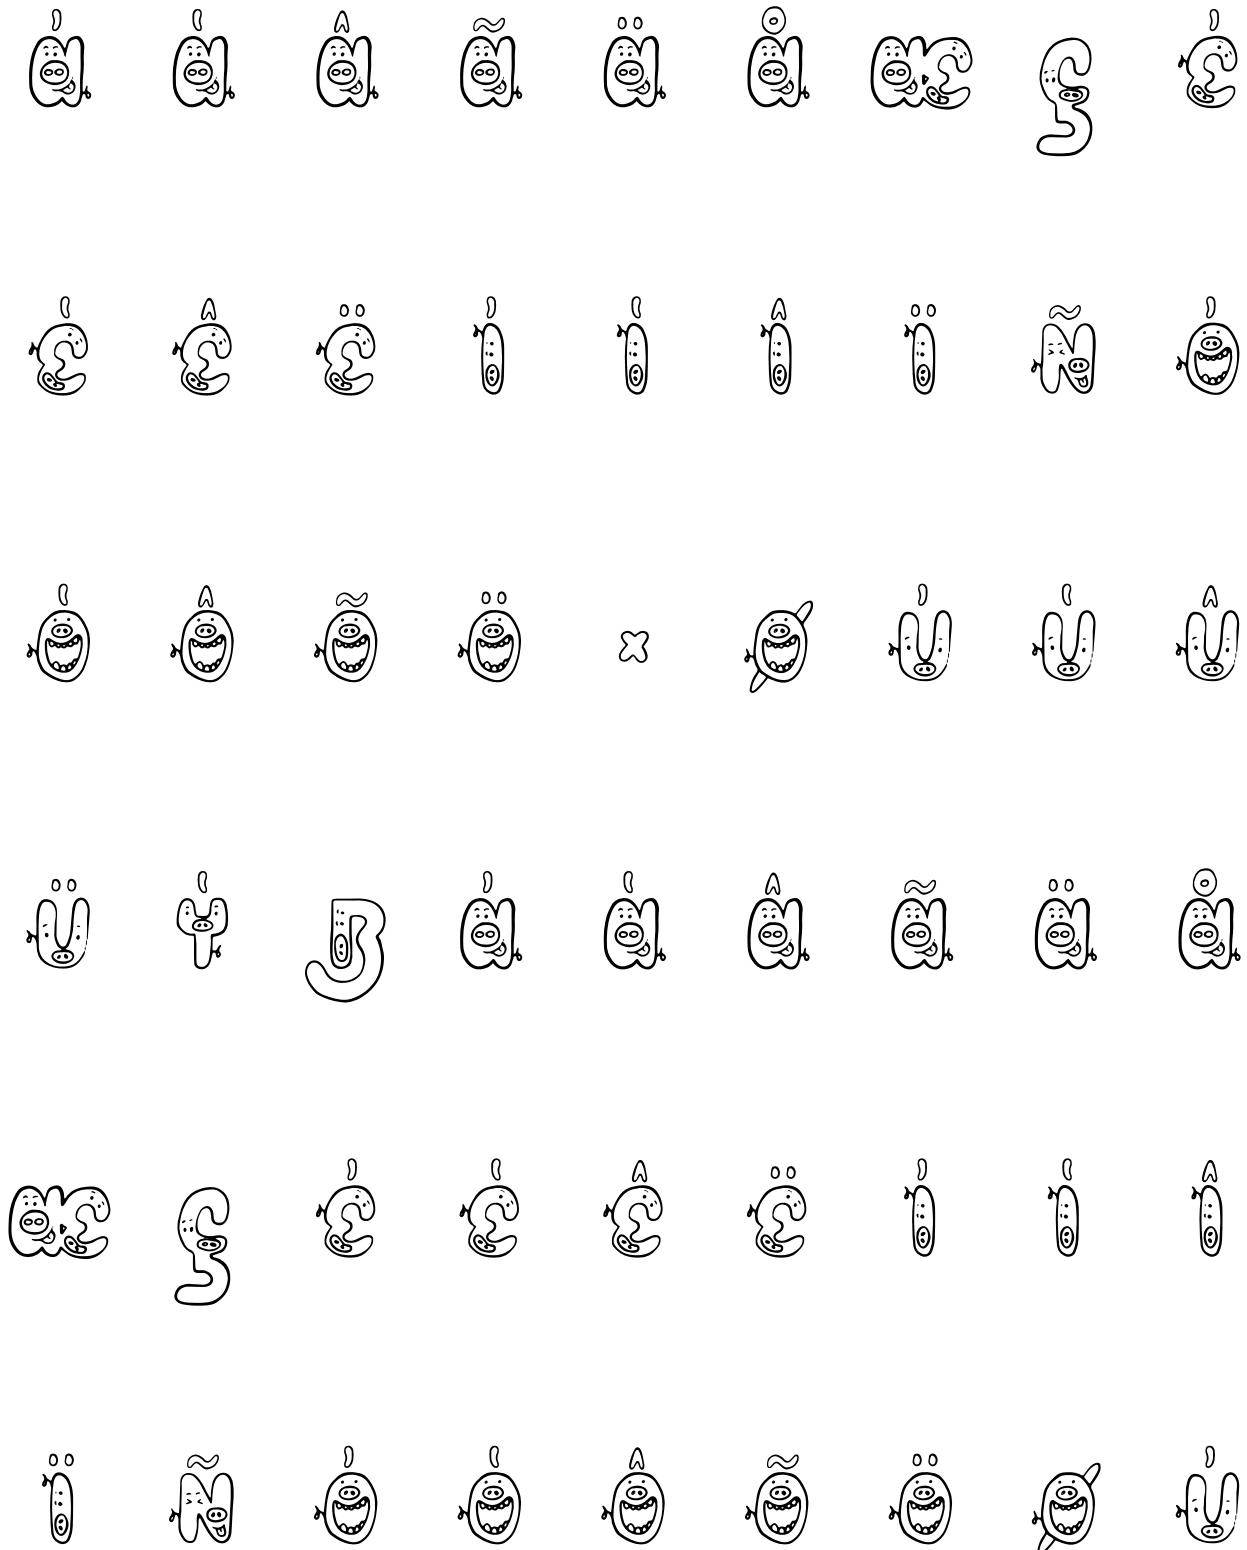 À Á Â Ã Ä Å Æ Ç È
É Ê Ë Ì Í Î Ï Ñ Ò
Ó Ô Õ Ö × Ø Ù Ú Û
Ü Ý ß à á â ã ä å
æ ç è é ê ë ì í î
ï ñ ò ó ô õ ö ø ù